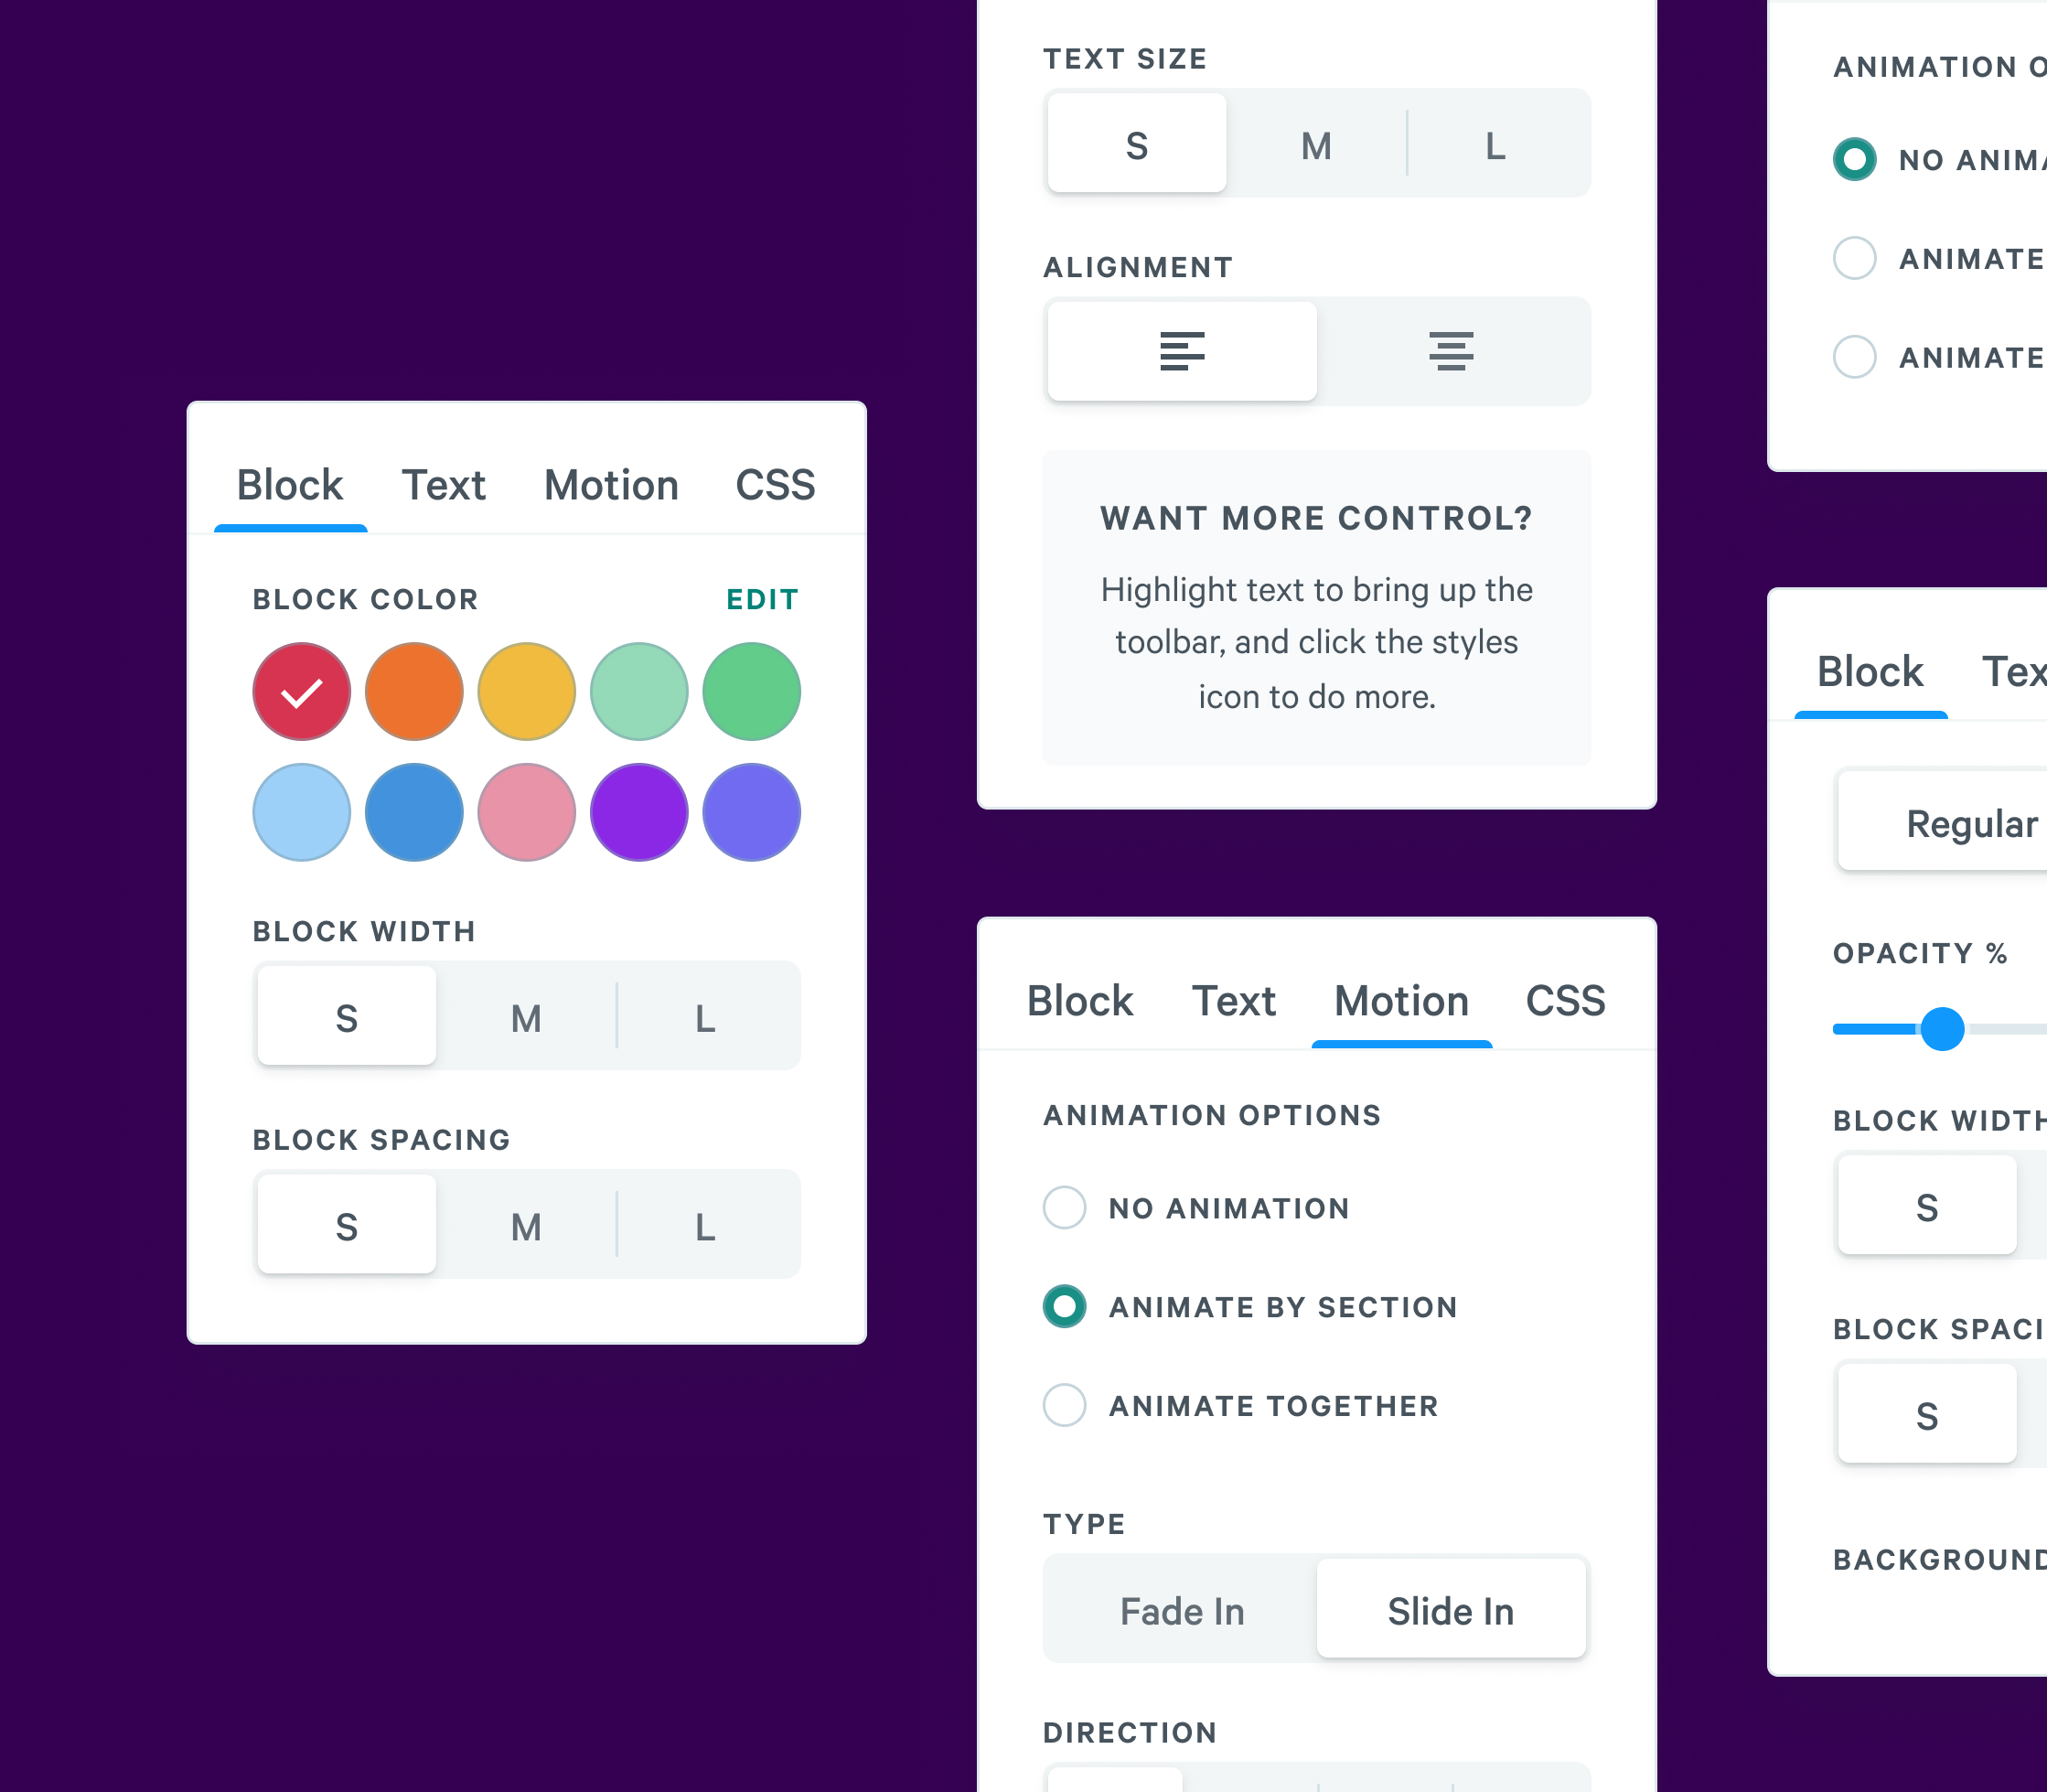 Block Text Motion CSS
BLOCK COLOR EDIT
BLOCK WIDTH
S M L
BLOCK SPACING
S M L
TEXT SIZE
S M L
ALIGNMENT
WANT MORE CONTROL?
Highlight text to bring up the
toolbar, and click the styles
icon to do more.
Block Text Motion CSS
ANIMATION OPTIONS
NO ANIMATION
ANIMATE BY SECTION
ANIMATE TOGETHER
TYPE
Fade In Slide In
DIRECTION
ANIMATION O
NO ANIMA
ANIMATE
ANIMATE
Block Tex
Regular
OPACITY %
BLOCK WIDTH
S
BLOCK SPACI
S
BACKGROUND